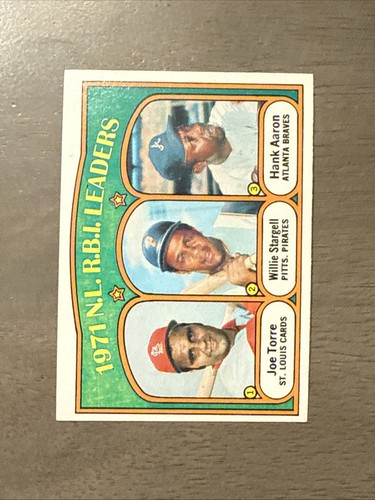 1971 N.L. R.B.I. LEADERS
1
Joe Torre
ST. LOUIS CARDS
2
Willie Stargell
PITTS. PIRATES
3
Hank Aaron
ATLANTA BRAVES